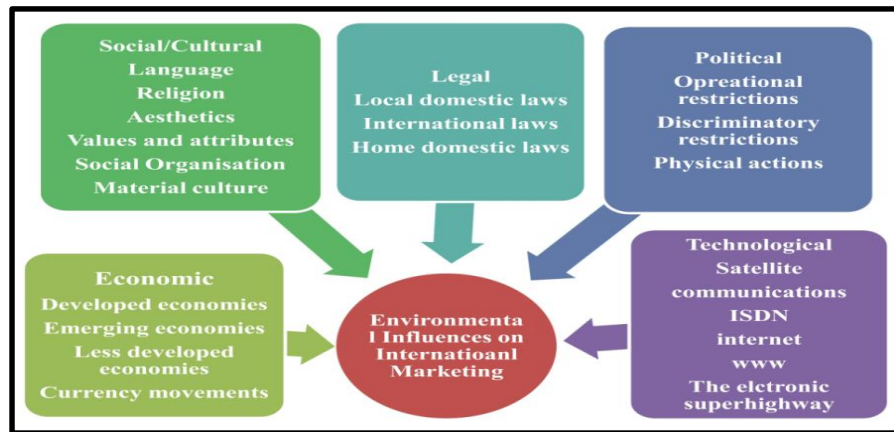 Social/Cultural
Language
Religion
Aesthetics
Values and attributes
Social Organisation
Material culture
Legal
Local domestic laws
International laws
Home domestic laws
Political
Opreational
restrictions
Discriminatory
restrictions
Physical actions
Economic
Developed economies
Emerging economies
Less developed
economies
Currency movements
Environmenta
l Influences on
Internatioanl
Marketing
Technological
Satellite
communications
ISDN
internet
www
The elctronic
superhighway